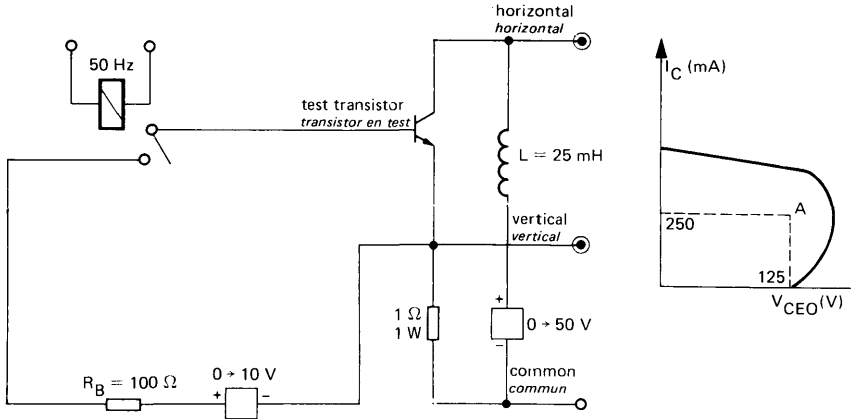 horizontal
horizontal
50 Hz
test transistor
transistor en test
L = 25 mH
vertical
vertical
1 Ω
1 W
+
0 → 50 V
−
common
commun
R_B = 100 Ω
0 → 10 V
+ −
I_C (mA)
A
250
125
V_CEO (V)